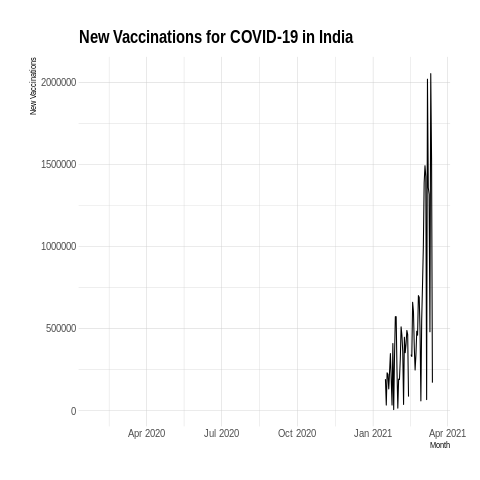 New Vaccinations for COVID-19 in India
New Vaccinations
2000000
1500000
1000000
500000
0
Apr 2020 Jul 2020 Oct 2020 Jan 2021 Apr 2021
Month